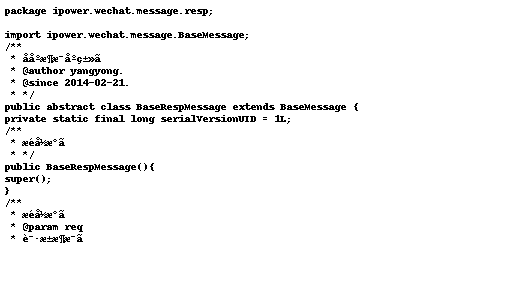 package ipower.wechat.message.resp;
import ipower.wechat.message.BaseMessage;
/**
 * ååºæ¶æ¯åºç±»ã
 * @author yangyong.
 * @since 2014-02-21.
 * */
public abstract class BaseRespMessage extends BaseMessage {
private static final long serialVersionUID = 1L;
/**
 * æé å½æ°ã
 * */
public BaseRespMessage(){
super();
}
/**
 * æé å½æ°ã
 * @param req
 * è¯·æ±æ¶æ¯ã